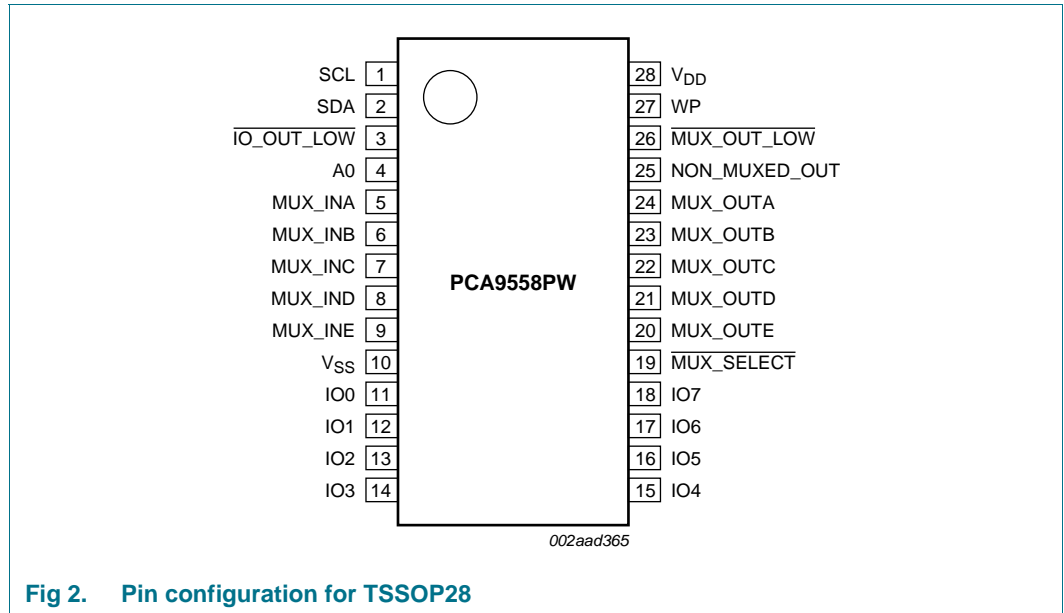 SCL 1 28 VDD
SDA 2 27 WP
IO_OUT_LOW 3 26 MUX_OUT_LOW
A0 4 25 NON_MUXED_OUT
MUX_INA 5 24 MUX_OUTA
MUX_INB 6 23 MUX_OUTB
MUX_INC 7 22 MUX_OUTC
PCA9558PW
MUX_IND 8 21 MUX_OUTD
MUX_INE 9 20 MUX_OUTE
VSS 10 19 MUX_SELECT
IO0 11 18 IO7
IO1 12 17 IO6
IO2 13 16 IO5
IO3 14 15 IO4
002aad365
Fig 2. Pin configuration for TSSOP28